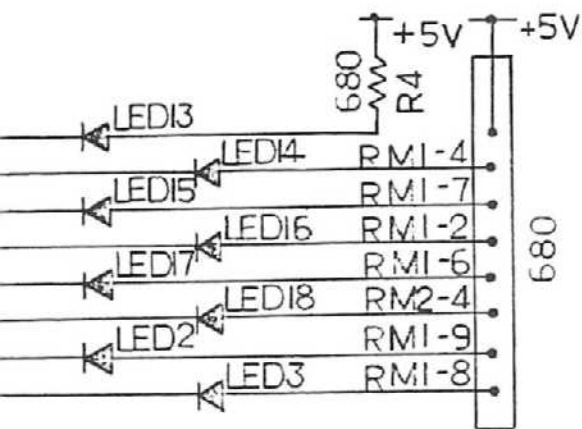 +5V +5V
680 R4
LED13
LED14 RM1-4
LED15 RM1-7
LED16 RM1-2
LED17 RM1-6
LED18 RM2-4
LED2 RM1-9
LED3 RM1-8
680